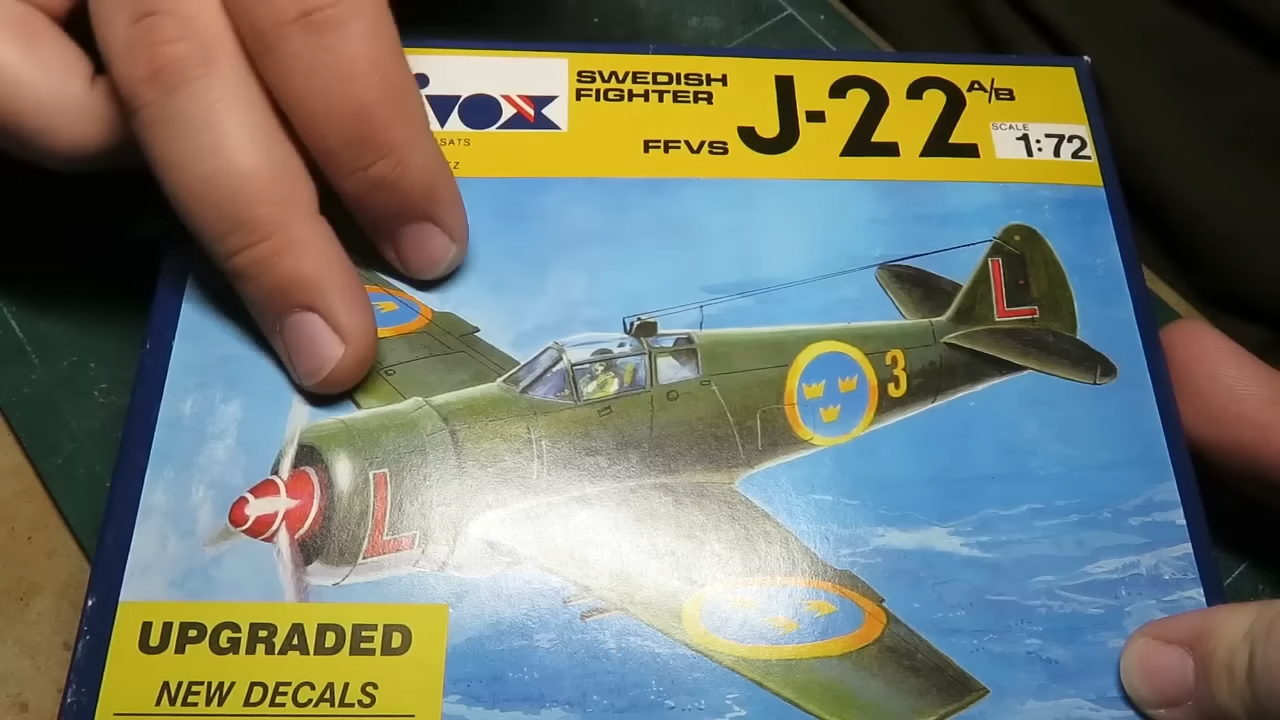 SWEDISH
FIGHTER
FFVS
J-22 A/B
SCALE
1:72
L
3
L
UPGRADED
NEW DECALS